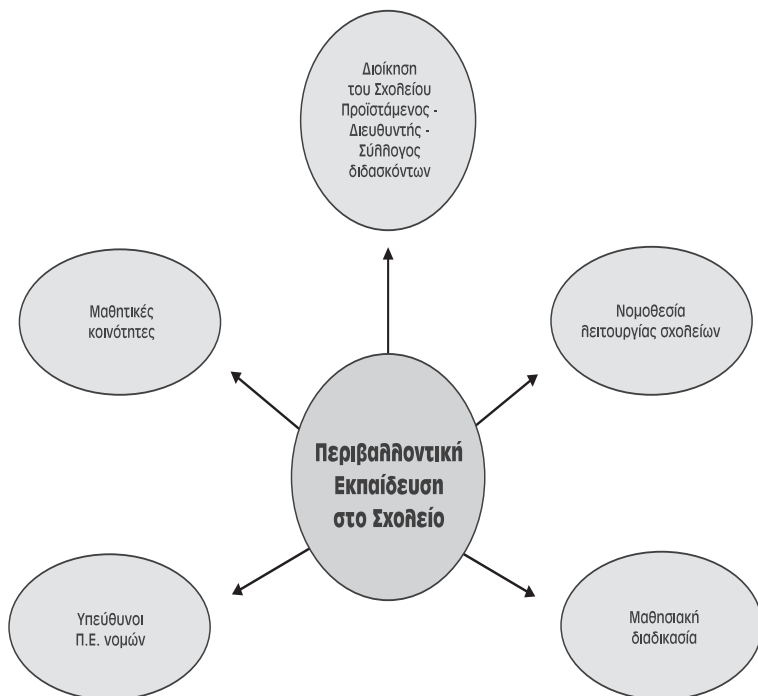 Διοίκηση
του Σχολείου
Προϊστάμενος -
Διευθυντής -
Σύλλογος
διδασκόντων
Μαθητικές
κοινότητες
Νομοθεσία
λειτουργίας σχολείων
Περιβαλλοντική
Εκπαίδευση
στο Σχολείο
Υπεύθυνοι
Π.Ε. νομών
Μαθησιακή
διαδικασία